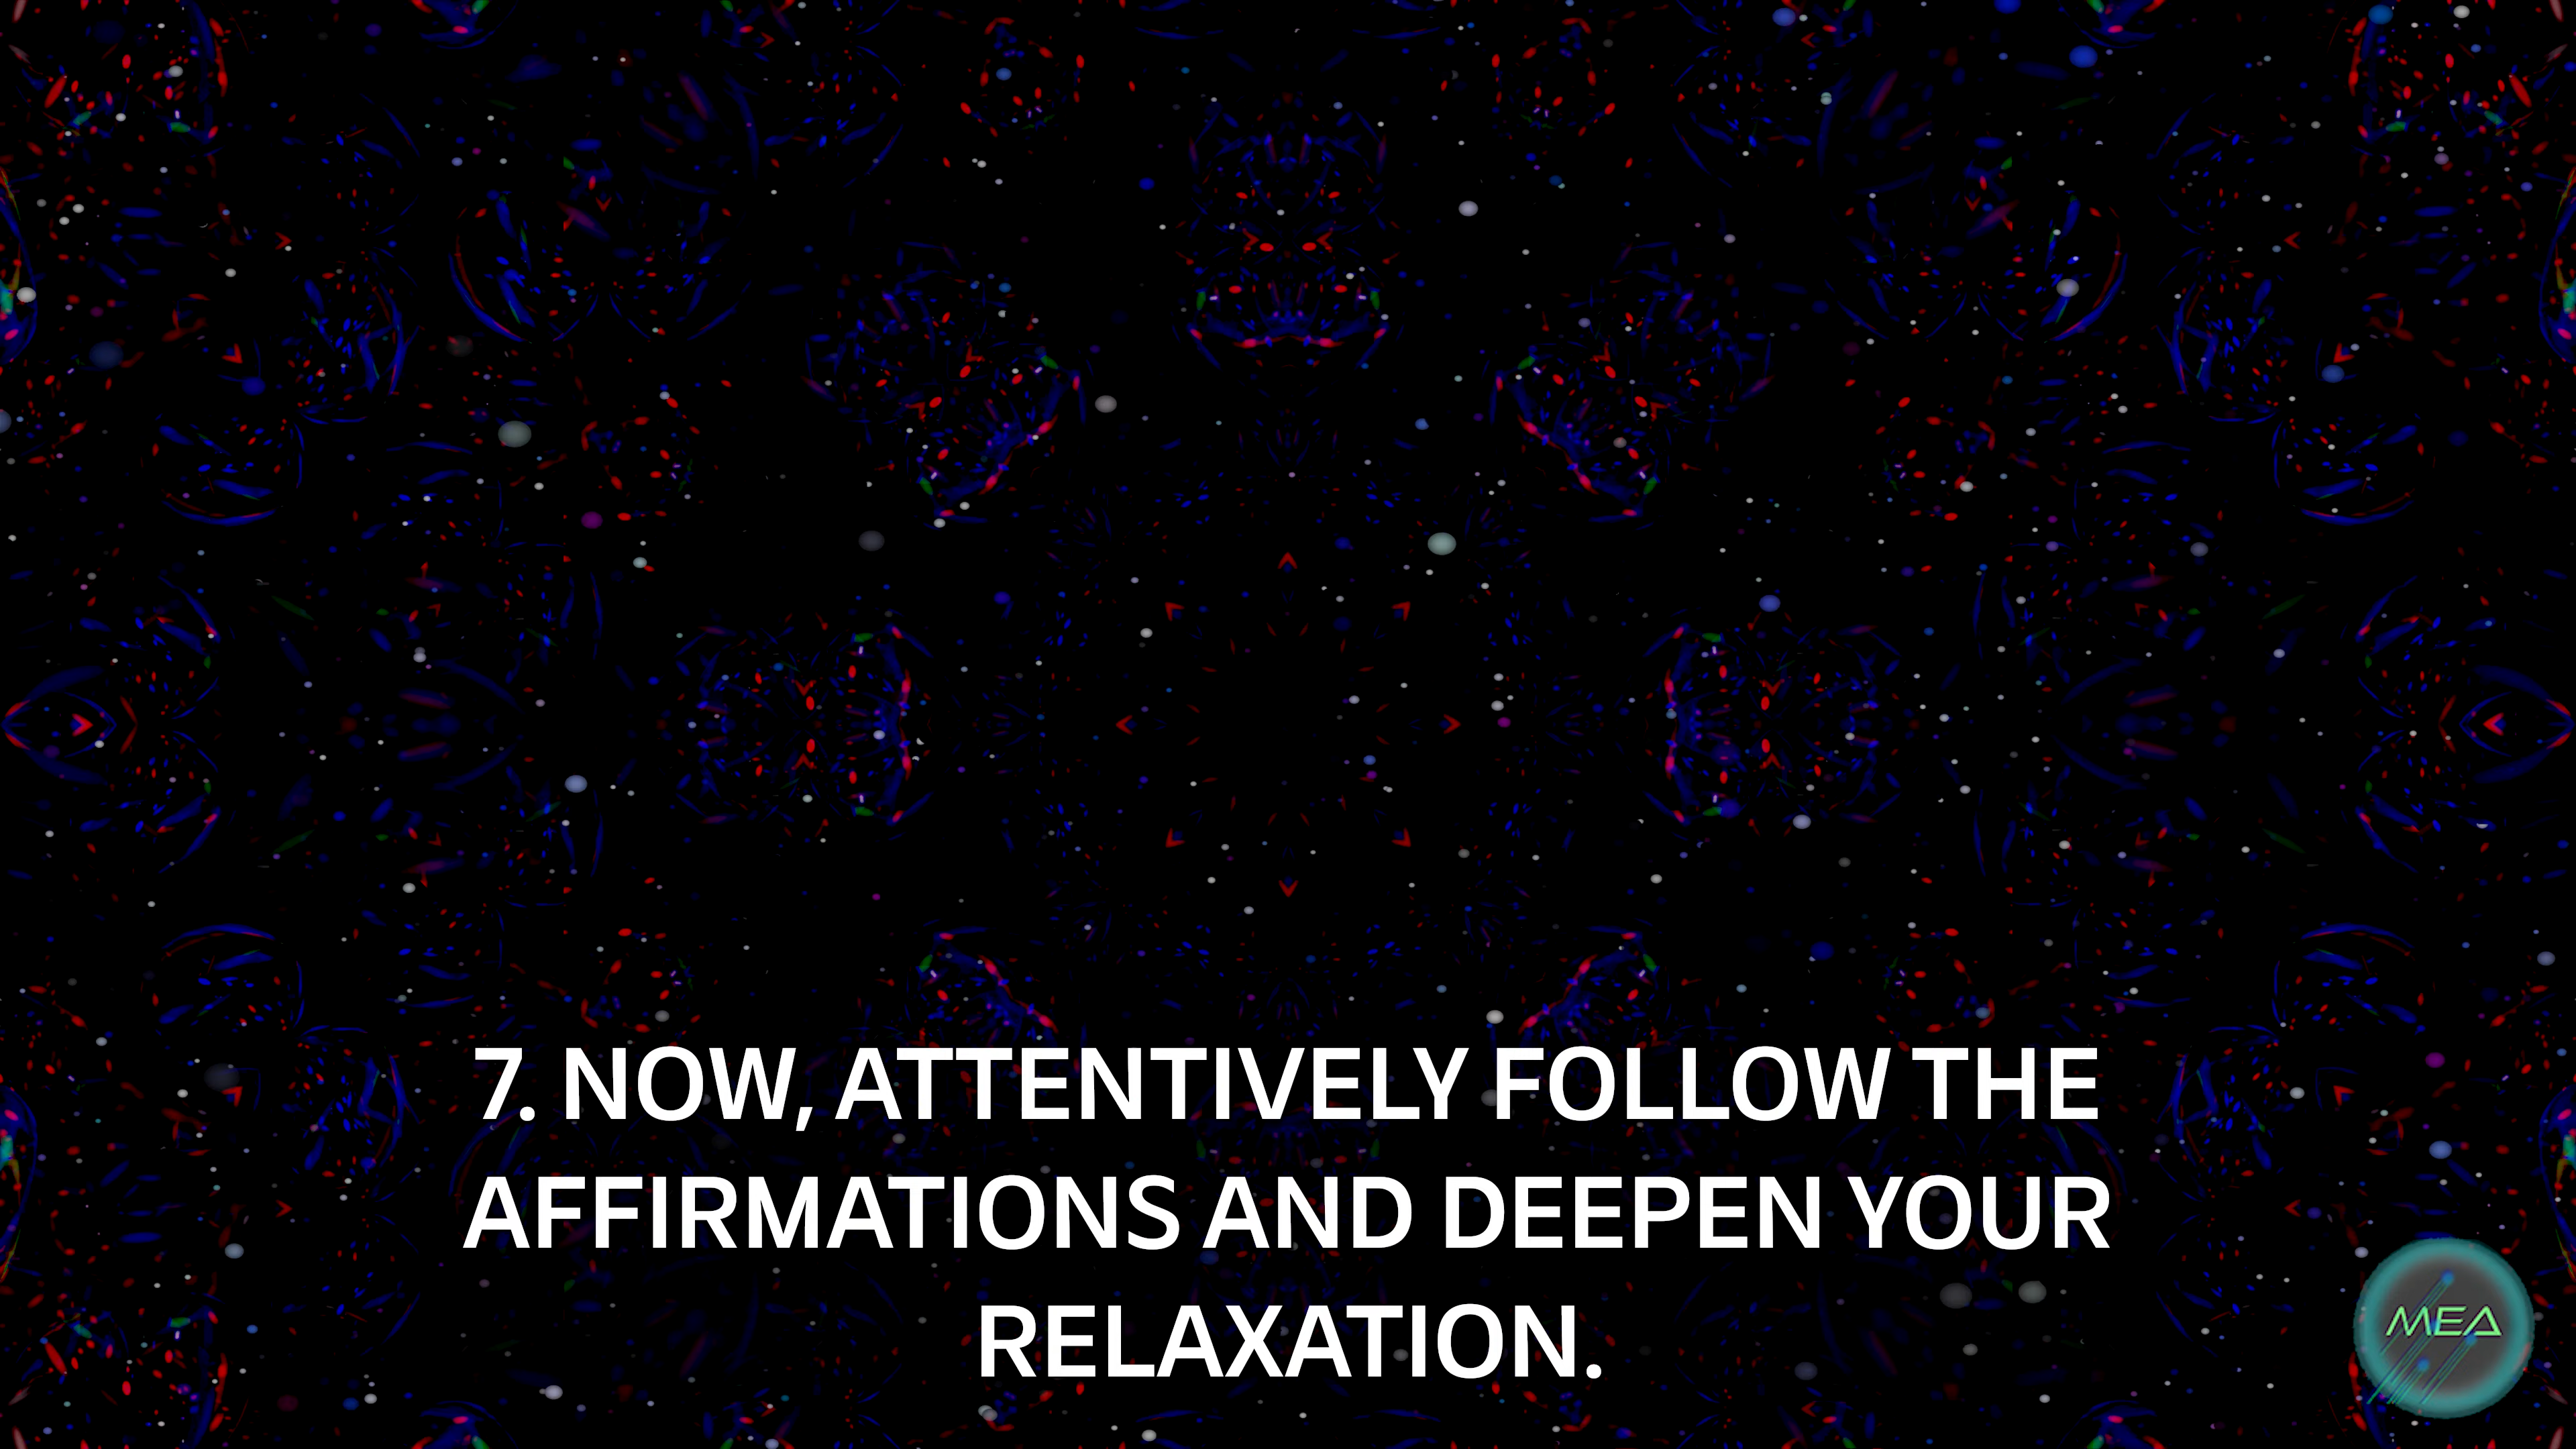 7. NOW, ATTENTIVELY FOLLOW THE
AFFIRMATIONS AND DEEPEN YOUR
RELAXATION.
MEA